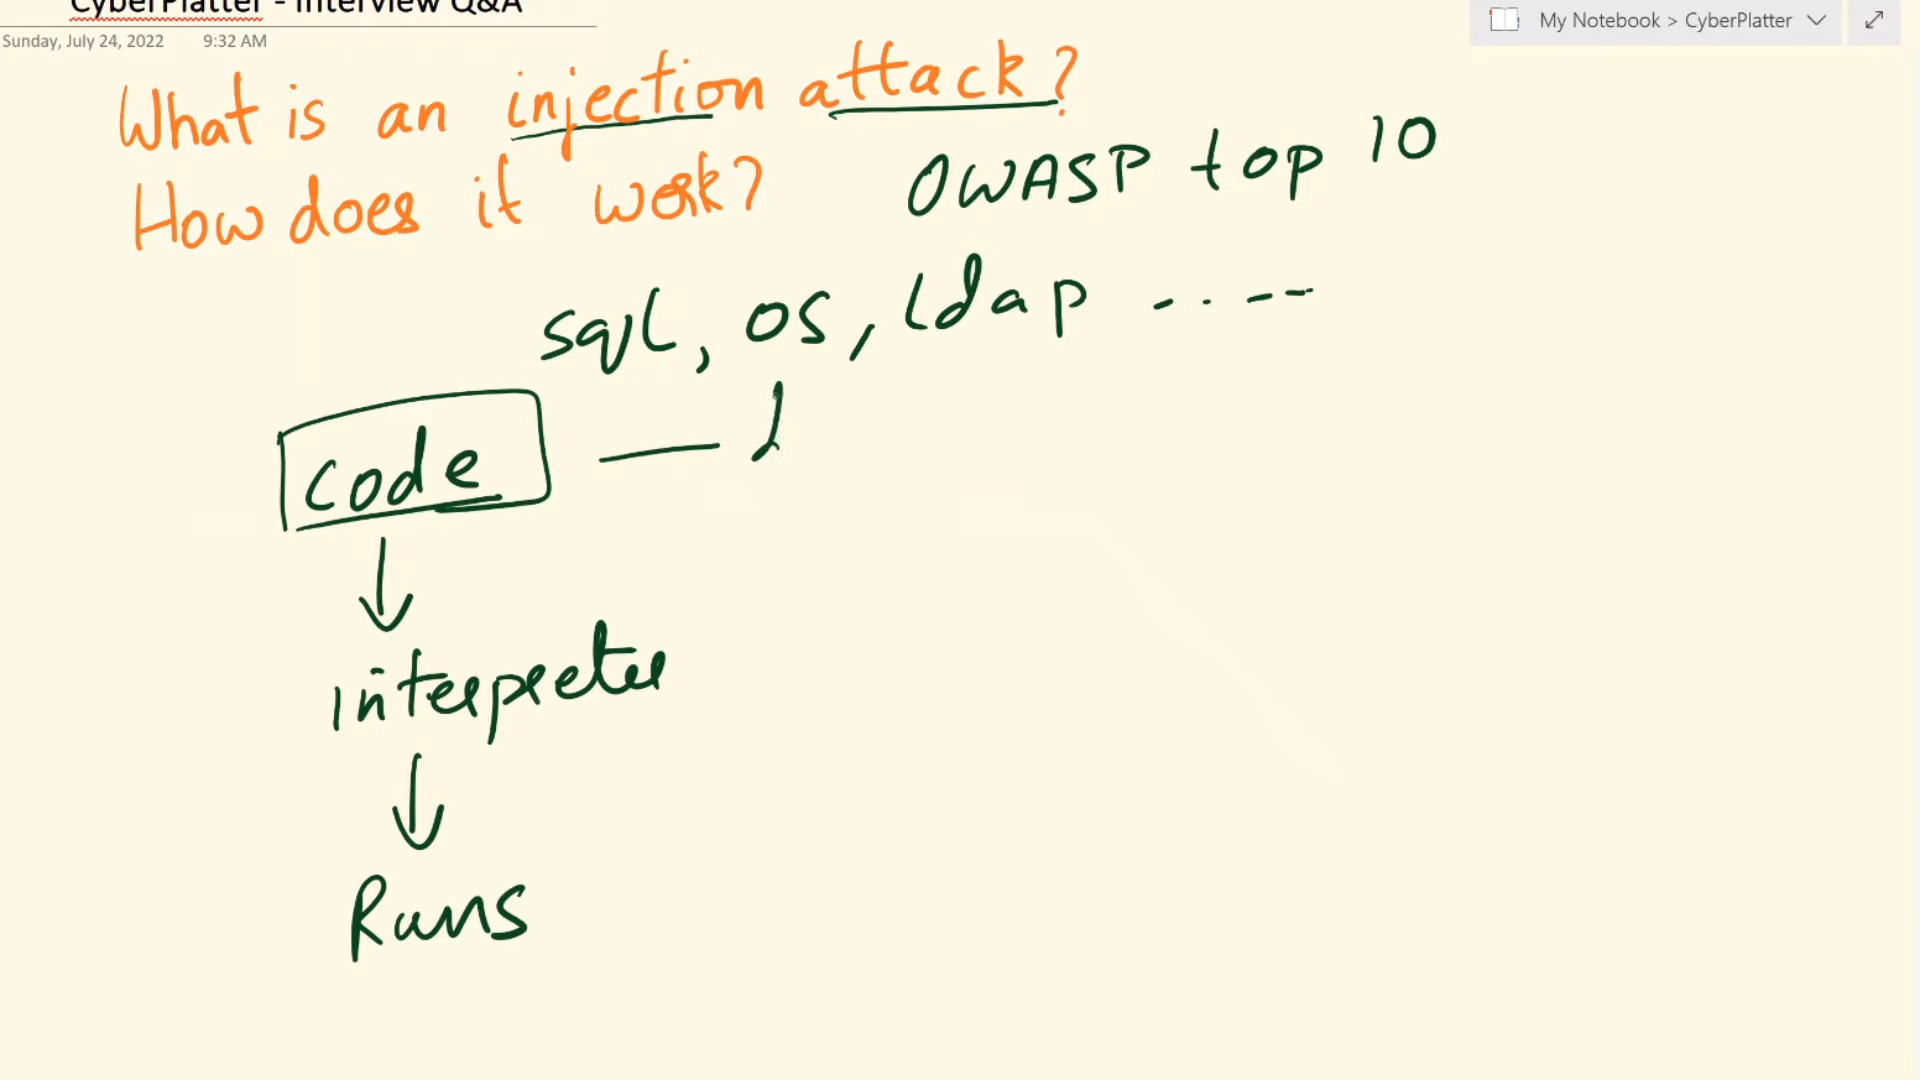 CyberPlatter - Interview Q&A
Sunday, July 24, 2022 9:32 AM
My Notebook > CyberPlatter
What is an injection attack?
How does it work?
OWASP top 10
sql, os, ldap .. --
Code
interpreter
Runs